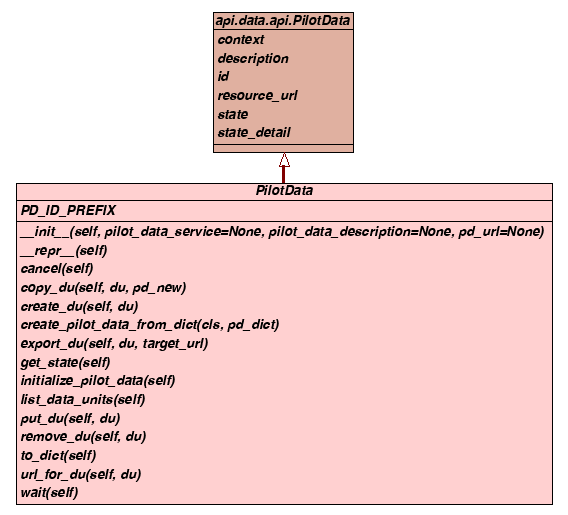 api.data.api.PilotData
context
description
id
resource_url
state
state_detail
PilotData
PD_ID_PREFIX
__init__(self, pilot_data_service=None, pilot_data_description=None, pd_url=None)
__repr__(self)
cancel(self)
copy_du(self, du, pd_new)
create_du(self, du)
create_pilot_data_from_dict(cls, pd_dict)
export_du(self, du, target_url)
get_state(self)
initialize_pilot_data(self)
list_data_units(self)
put_du(self, du)
remove_du(self, du)
to_dict(self)
url_for_du(self, du)
wait(self)